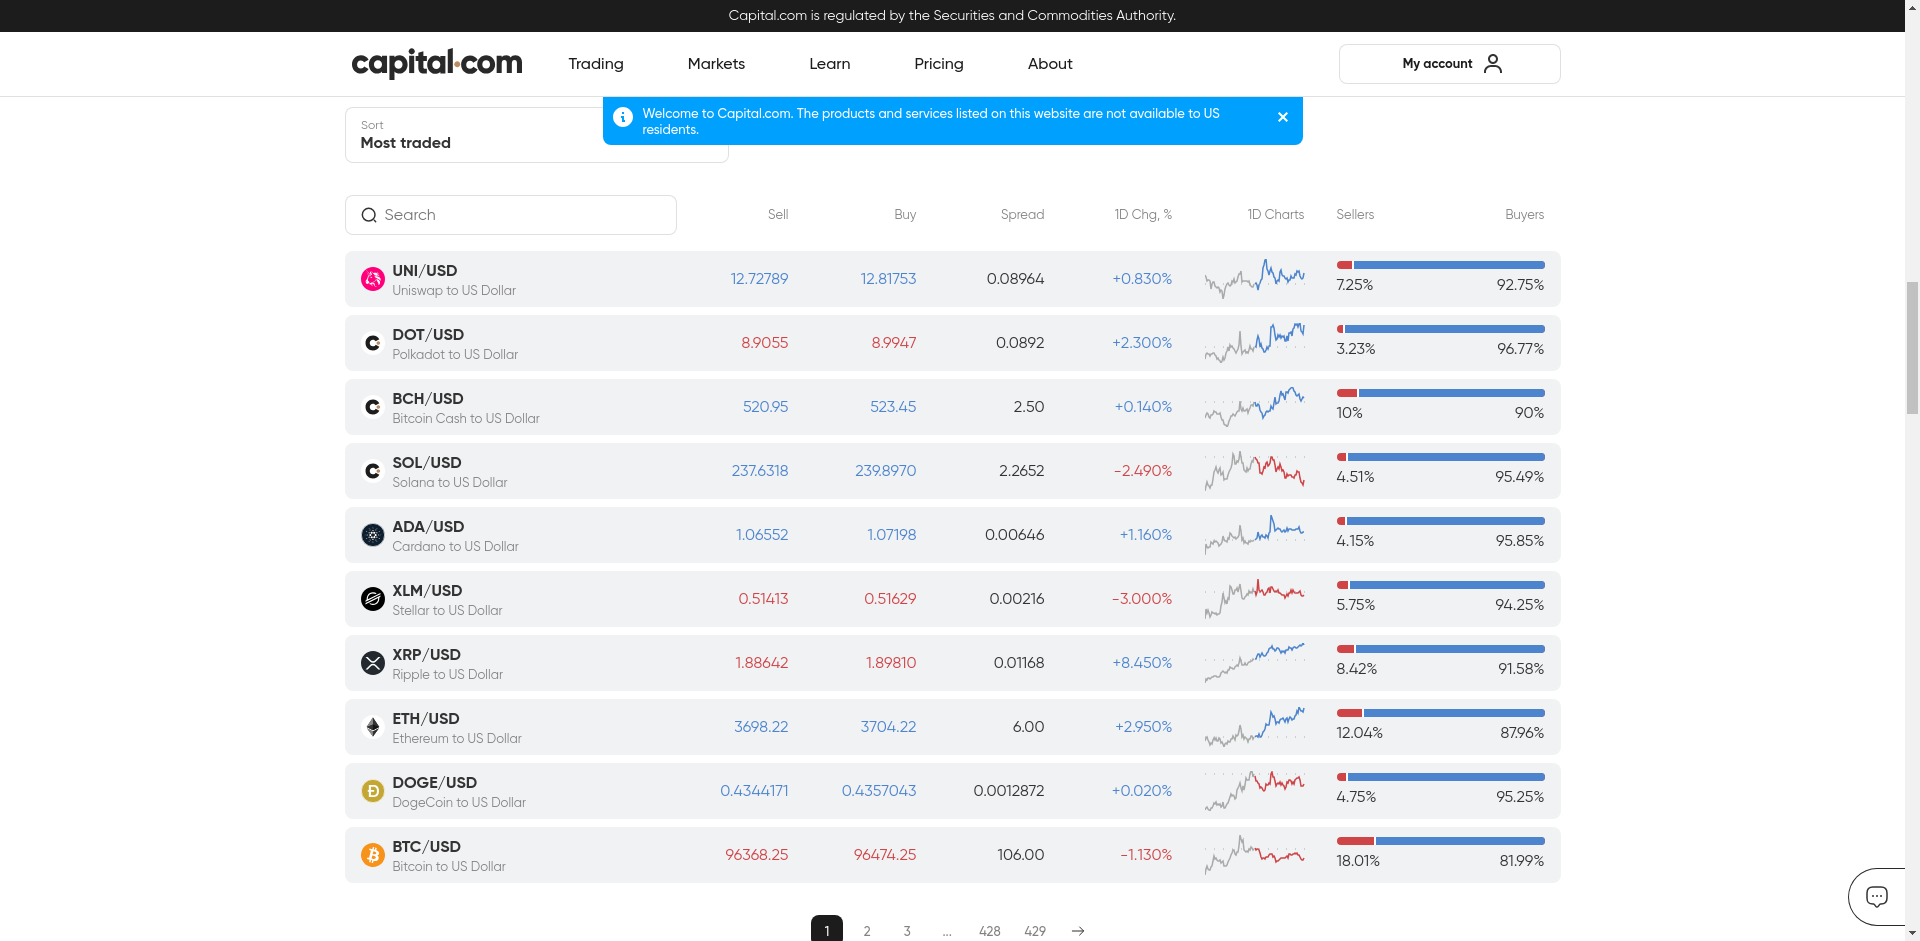 Capital.com is regulated by the Securities and Commodities Authority.
capital.com
Trading
Markets
Learn
Pricing
About
My account
Welcome to Capital.com. The products and services listed on this website are not available to US
residents.
Sort
Most traded
Search
Sell
Buy
Spread
1D Chg, %
1D Charts
Sellers
Buyers
UNI/USD
Uniswap to US Dollar
12.72789
12.81753
0.08964
+0.830%
7.25%
92.75%
DOT/USD
Polkadot to US Dollar
8.9055
8.9947
0.0892
+2.300%
3.23%
96.77%
BCH/USD
Bitcoin Cash to US Dollar
520.95
523.45
2.50
+0.140%
10%
90%
SOL/USD
Solana to US Dollar
237.6318
239.8970
2.2652
-2.490%
4.51%
95.49%
ADA/USD
Cardano to US Dollar
1.06552
1.07198
0.00646
+1.160%
4.15%
95.85%
XLM/USD
Stellar to US Dollar
0.51413
0.51629
0.00216
-3.000%
5.75%
94.25%
XRP/USD
Ripple to US Dollar
1.88642
1.89810
0.01168
+8.450%
8.42%
91.58%
ETH/USD
Ethereum to US Dollar
3698.22
3704.22
6.00
+2.950%
12.04%
87.96%
DOGE/USD
DogeCoin to US Dollar
0.4344171
0.4357043
0.0012872
+0.020%
4.75%
95.25%
BTC/USD
Bitcoin to US Dollar
96368.25
96474.25
106.00
-1.130%
18.01%
81.99%
1
2
3
...
428
429